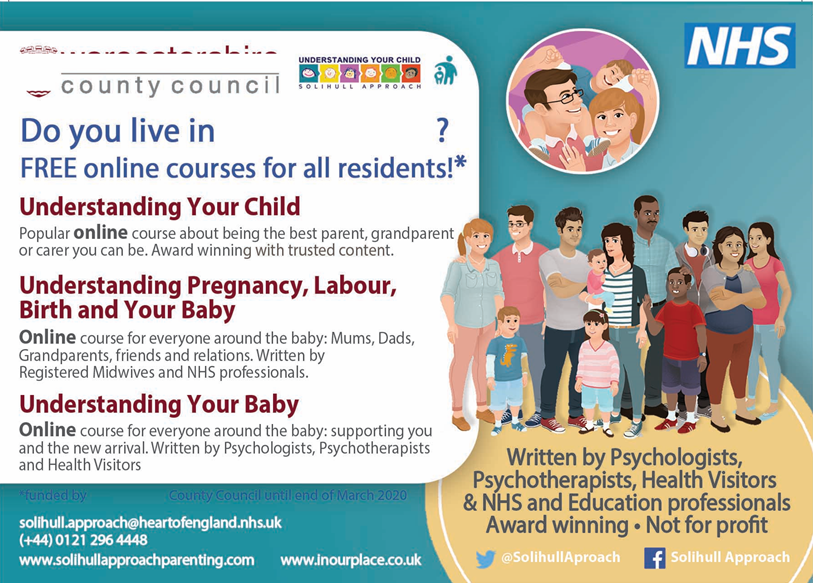 county council
UNDERSTANDING YOUR CHILD
SOLIHULL APPROACH
NHS
Do you live in ?
FREE online courses for all residents!*
Understanding Your Child
Popular online course about being the best parent, grandparent
or carer you can be. Award winning with trusted content.
Understanding Pregnancy, Labour,
Birth and Your Baby
Online course for everyone around the baby: Mums, Dads,
Grandparents, friends and relations. Written by
Registered Midwives and NHS professionals.
Understanding Your Baby
Online course for everyone around the baby: supporting you
and the new arrival. Written by Psychologists, Psychotherapists
and Health Visitors
*funded by County Council until end of March 2020
solihull.approach@heartofengland.nhs.uk
(+44) 0121 296 4448
www.solihullapproachparenting.com www.inourplace.co.uk
Written by Psychologists,
Psychotherapists, Health Visitors
& NHS and Education professionals
Award winning • Not for profit
@SolihullAproach Solihull Approach